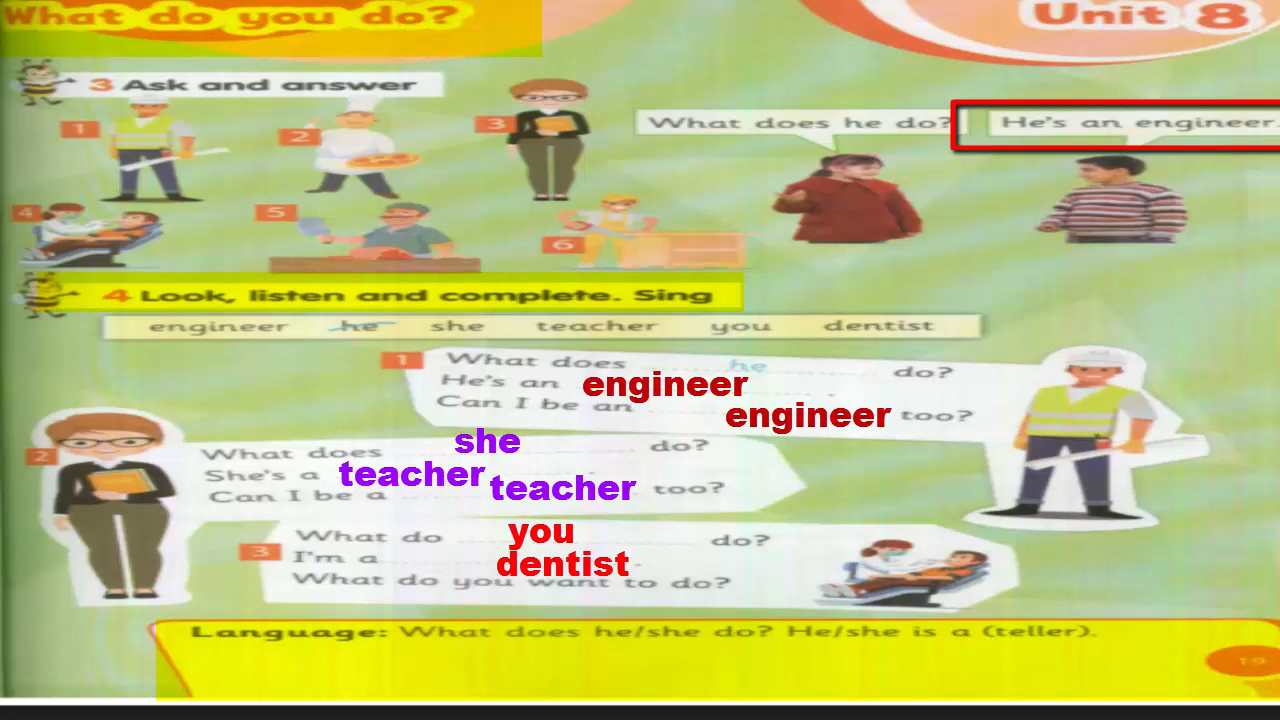 What do you do?
Unit 8
3 Ask and answer
1
2
3
What does he do?
He's an engineer.
4
5
6
4 Look, listen and complete. Sing
engineer he she teacher you dentist
1
What does he do?
He's an engineer.
Can I be an engineer too?
2
What does she do?
She's a teacher.
Can I be a teacher too?
3
What do you do?
I'm a dentist.
What do you want to do?
Language: What does he/she do? He/she is a (teller).
19